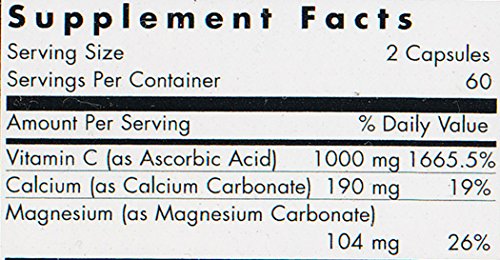 Supplement Facts
Serving Size 2 Capsules
Servings Per Container 60
Amount Per Serving % Daily Value
Vitamin C (as Ascorbic Acid) 1000 mg 1665.5%
Calcium (as Calcium Carbonate) 190 mg 19%
Magnesium (as Magnesium Carbonate)
104 mg 26%